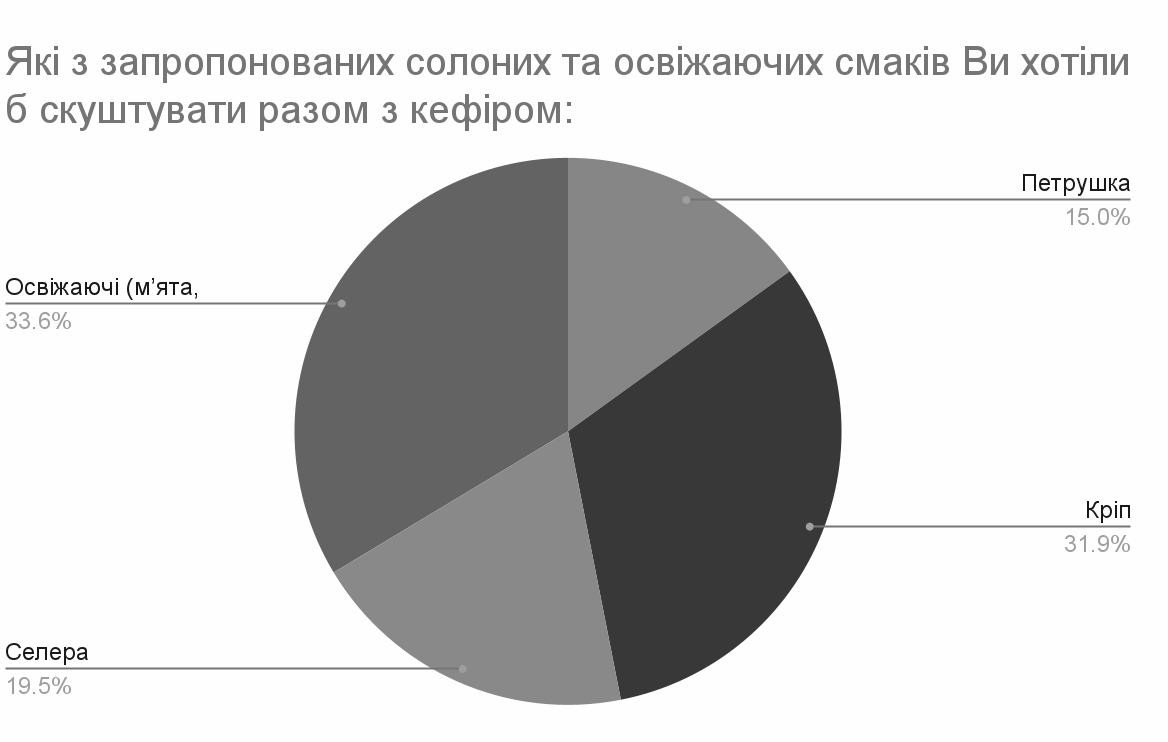 Які з запропонованих солоних та освіжаючих смаків Ви хотіли
б скуштувати разом з кефіром:
Петрушка
15.0%
Освіжаючі (м’ята,
33.6%
Кріп
31.9%
Селера
19.5%